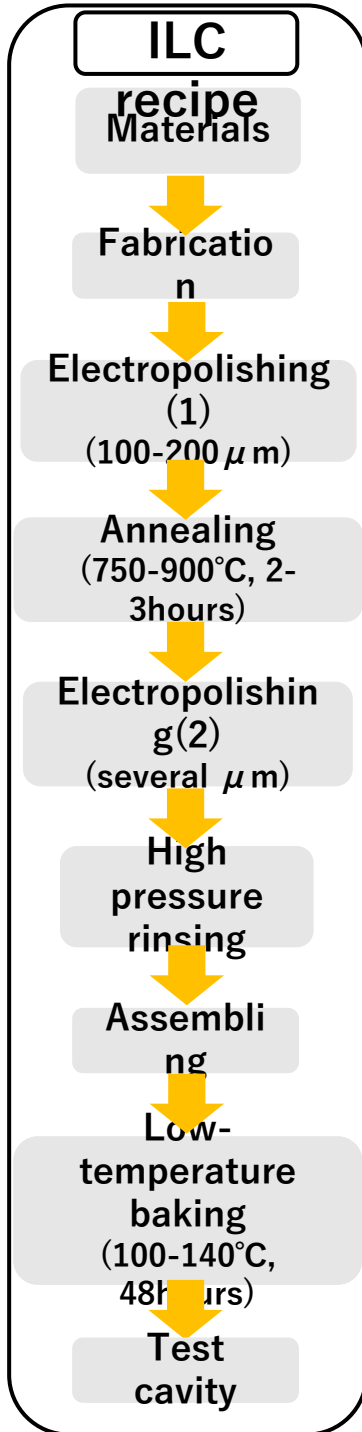 ILC
recipe
Materials
Fabricatio
n
Electropolishing
(1)
(100-200μm)
Annealing
(750-900°C, 2-
3hours)
Electropolishin
g(2)
(several μm)
High
pressure
rinsing
Assembli
ng
Low-
temperature
baking
(100-140°C,
48hours)
Test
cavity